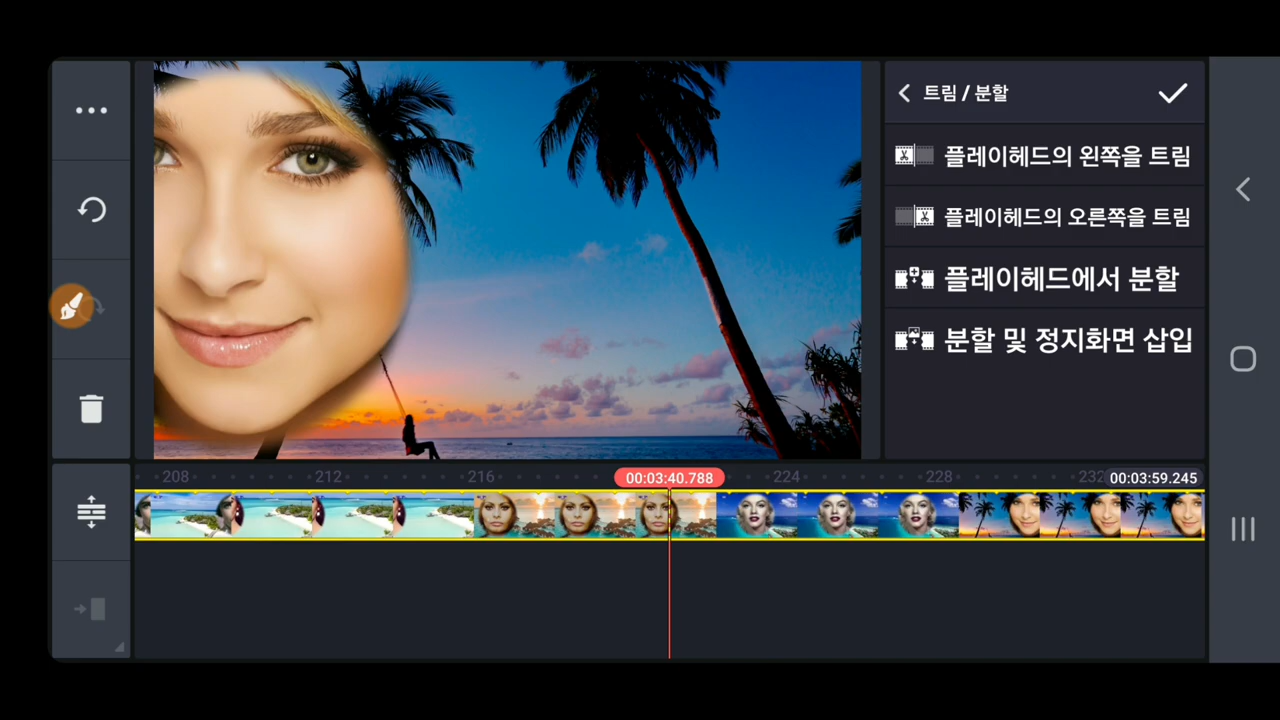 트림 / 분할
플레이헤드의 왼쪽을 트림
플레이헤드의 오른쪽을 트림
플레이헤드에서 분할
분할 및 정지화면 삽입
208 212 216 00:03:40.788 224 228 232 00:03:59.245